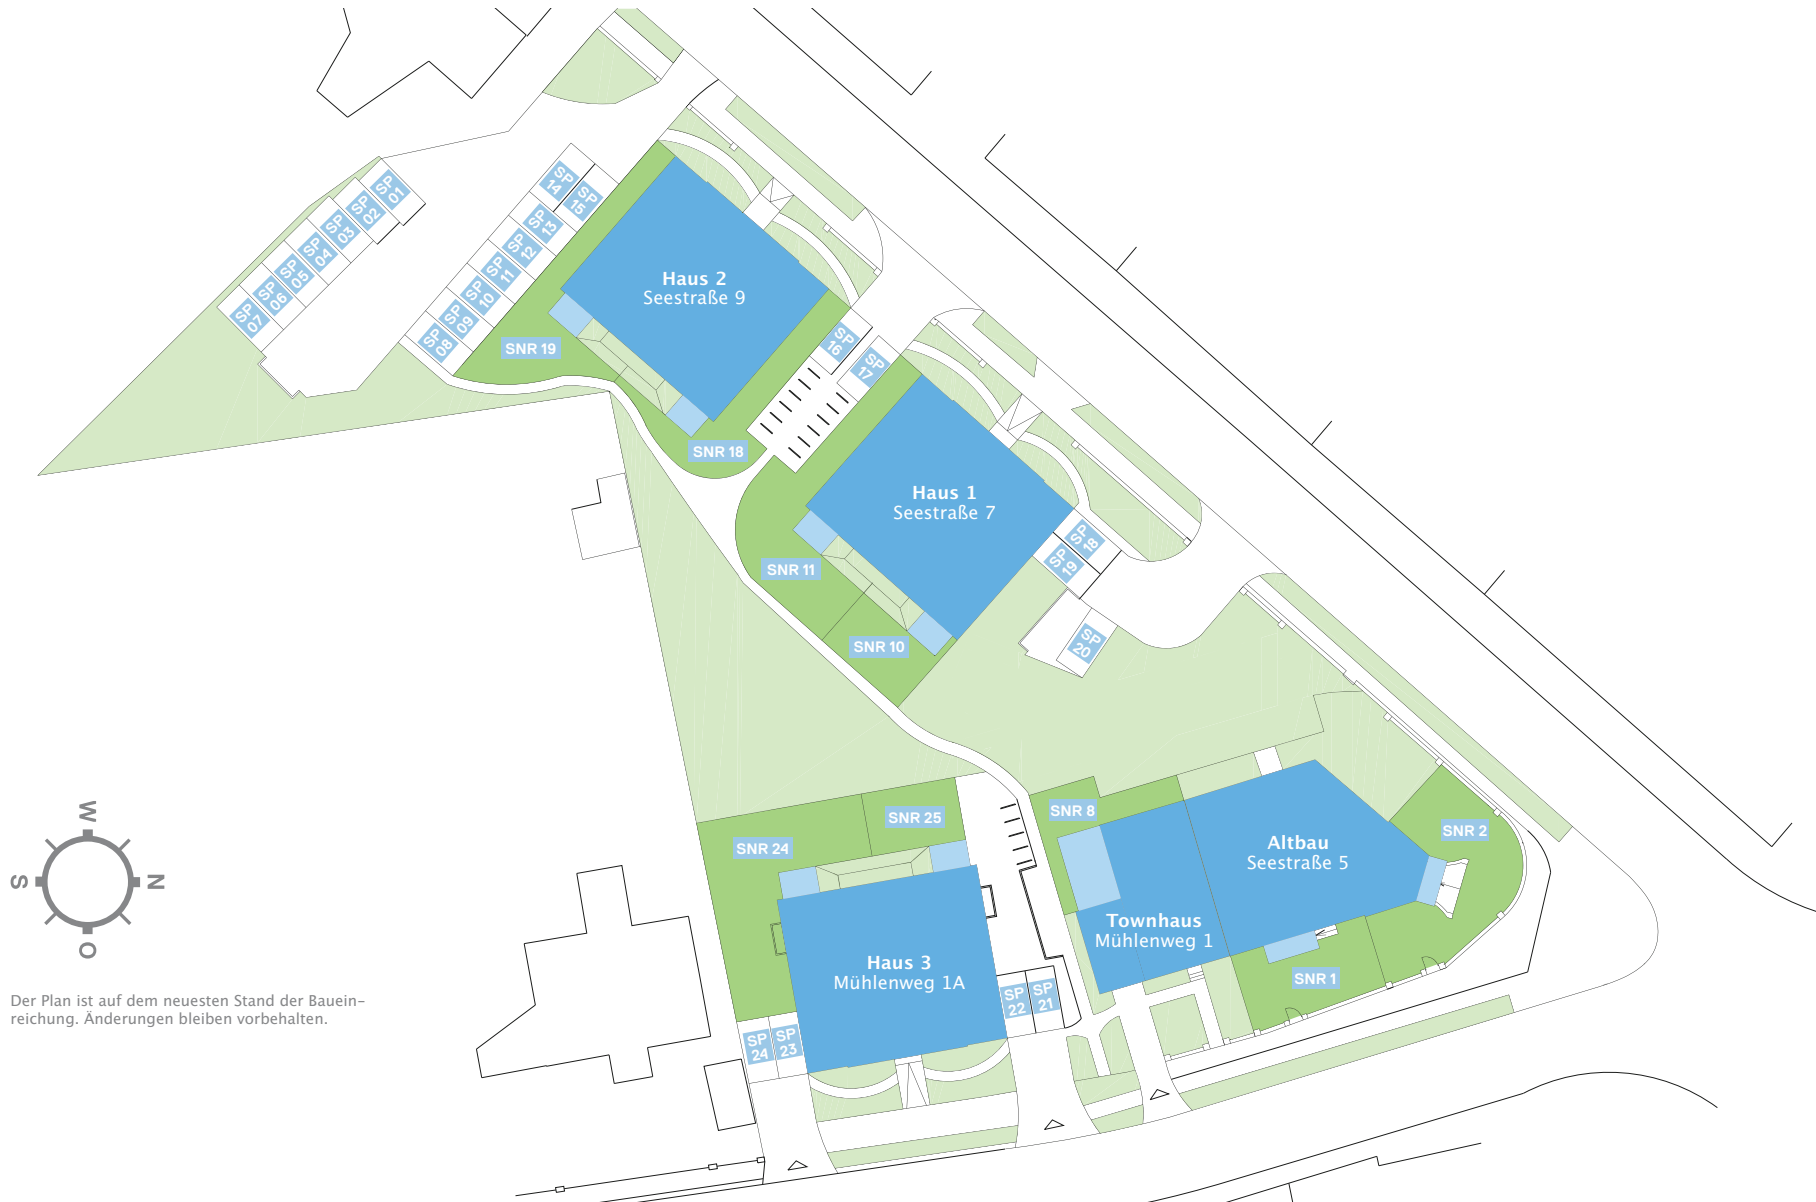 SP
01
SP
02
SP
03
SP
04
SP
05
SP
06
SP
07
SP
14
SP
15
SP
13
SP
12
SP
11
SP
10
SP
09
SP
08
Haus 2
Seestraße 9
SNR 19
SNR 18
SP
16
SP
17
Haus 1
Seestraße 7
SNR 11
SNR 10
SP
18
SP
19
SP
20
SNR 8
SNR 25
SNR 24
SNR 2
Altbau
Seestraße 5
Townhaus
Mühlenweg 1
SNR 1
Haus 3
Mühlenweg 1A
SP
22
SP
21
SP
24
SP
23
W
S
N
O
Der Plan ist auf dem neuesten Stand der Bauein-
reichung. Änderungen bleiben vorbehalten.